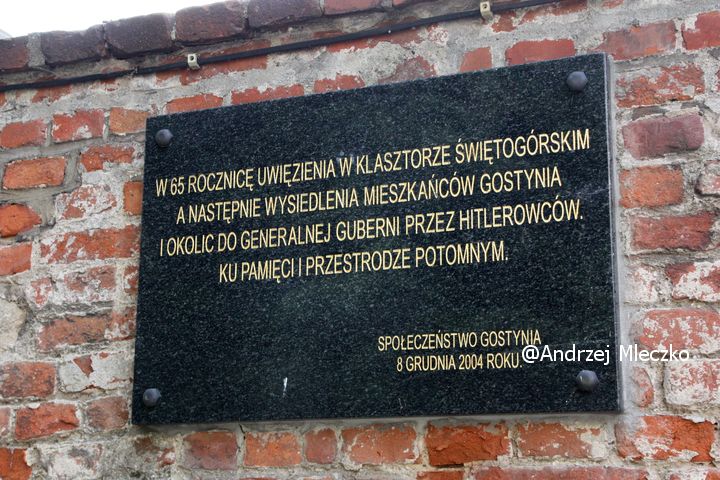 W 65 ROCZNICĘ UWIĘZIENIA W KLASZTORZE ŚWIĘTOGÓRSKIM
A NASTĘPNIE WYSIEDLENIA MIESZKAŃCÓW GOSTYNIA
I OKOLIC DO GENERALNEJ GUBERNI PRZEZ HITLEROWCÓW.
KU PAMIĘCI I PRZESTRODZE POTOMNYM.
SPOŁECZEŃSTWO GOSTYNIA
8 GRUDNIA 2004 ROKU.
@Andrzej Mleczko